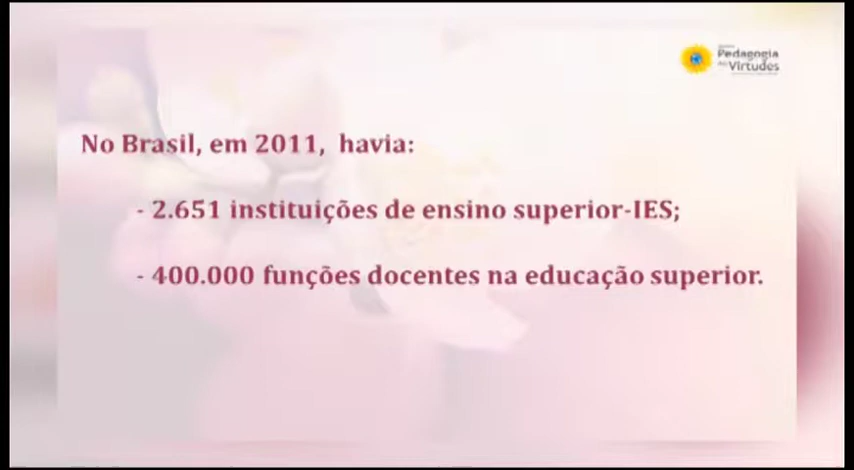 Pedagogia
Virtudes
No Brasil, em 2011, havia:
- 2.651 instituições de ensino superior-IES;
- 400.000 funções docentes na educação superior.